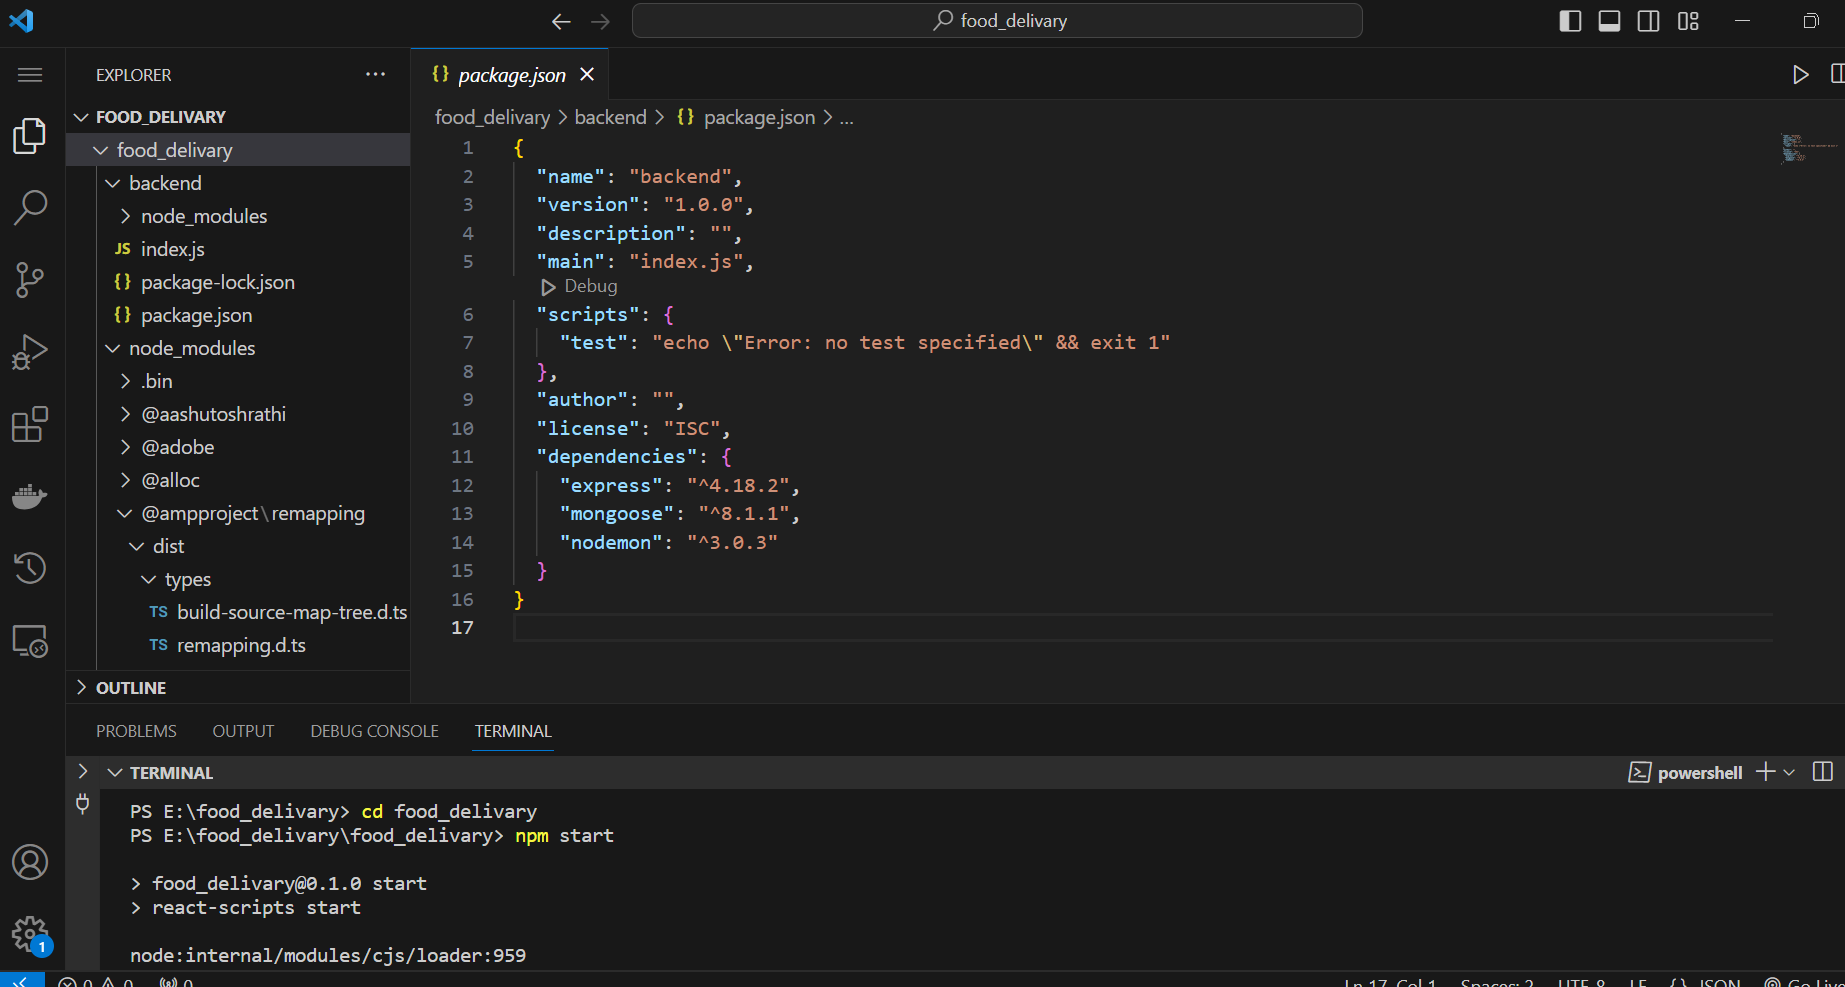 food_delivary
EXPLORER
FOOD_DELIVARY
food_delivary
backend
node_modules
JS index.js
{} package-lock.json
{} package.json
node_modules
.bin
@aashutoshrathi
@adobe
@alloc
@ampproject\remapping
dist
types
TS build-source-map-tree.d.ts
TS remapping.d.ts
OUTLINE
{} package.json
food_delivary > backend > {} package.json > ...
1 {
2 "name": "backend",
3 "version": "1.0.0",
4 "description": "",
5 "main": "index.js",
Debug
6 "scripts": {
7 "test": "echo \"Error: no test specified\" && exit 1"
8 },
9 "author": "",
10 "license": "ISC",
11 "dependencies": {
12 "express": "^4.18.2",
13 "mongoose": "^8.1.1",
14 "nodemon": "^3.0.3"
15 }
16 }
17
PROBLEMS OUTPUT DEBUG CONSOLE TERMINAL
TERMINAL
powershell
PS E:\food_delivary> cd food_delivary
PS E:\food_delivary\food_delivary> npm start
> food_delivary@0.1.0 start
> react-scripts start
node:internal/modules/cjs/loader:959
1
0 0 0 Ln 17, Col 1 Spaces: 2 UTF-8 LF {} JSON Go Live